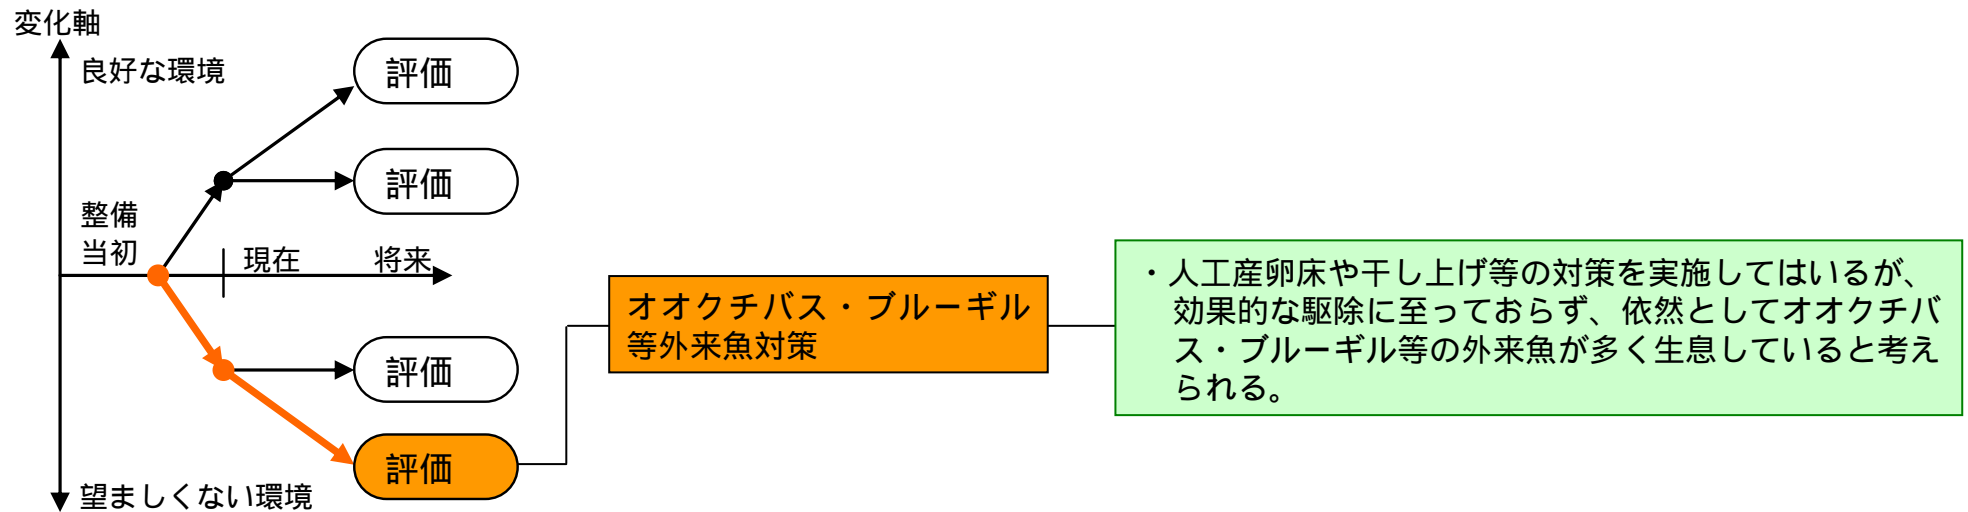 変化軸
良好な環境
評価
評価
整備
当初
現在
将来
評価
評価
望ましくない環境
オオクチバス・ブルーギル
等外来魚対策
・人工産卵床や干し上げ等の対策を実施してはいるが、
効果的な駆除に至っておらず、依然としてオオクチバ
ス・ブルーギル等の外来魚が多く生息していると考え
られる。